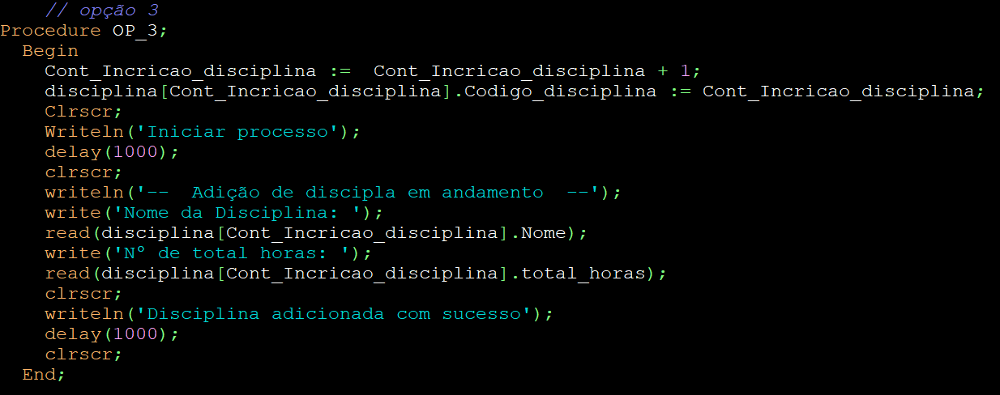 // opção 3
Procedure OP_3;
Begin
Cont_Incricao_disciplina :=  Cont_Incricao_disciplina + 1;
disciplina[Cont_Incricao_disciplina].Codigo_disciplina := Cont_Incricao_disciplina;
Clrscr;
Writeln('Iniciar processo');
delay(1000);
clrscr;
writeln('--  Adição de discipla em andamento  --');
write('Nome da Disciplina: ');
read(disciplina[Cont_Incricao_disciplina].Nome);
write('Nº de total horas: ');
read(disciplina[Cont_Incricao_disciplina].total_horas);
clrscr;
writeln('Disciplina adicionada com sucesso');
delay(1000);
clrscr;
End;